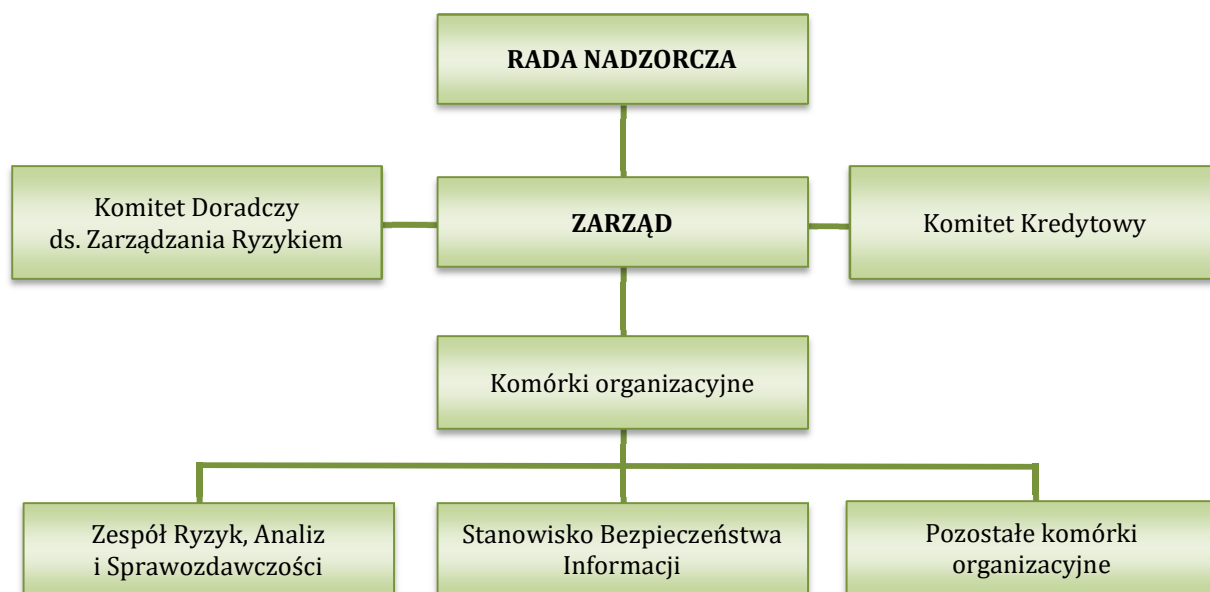 RADA NADZORCZA
Komitet Doradczy
ds. Zarządzania Ryzykiem
ZARZĄD
Komitet Kredytowy
Komórki organizacyjne
Zespół Ryzyk, Analiz
i Sprawozdawczości
Stanowisko Bezpieczeństwa
Informacji
Pozostałe komórki
organizacyjne